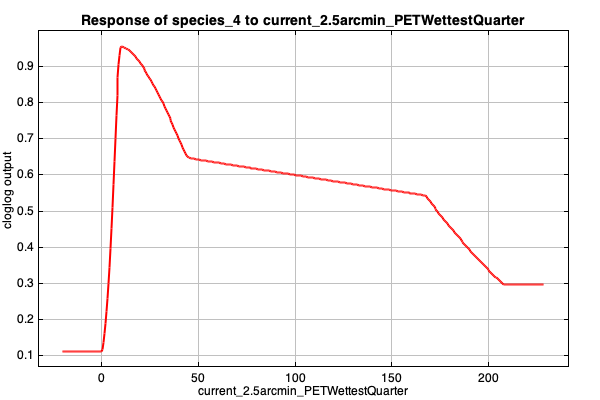 Response of species_4 to current_2.5arcmin_PETWettestQuarter
cloglog output
0.9
0.8
0.7
0.6
0.5
0.4
0.3
0.2
0.1
0 50 100 150 200
current_2.5arcmin_PETWettestQuarter